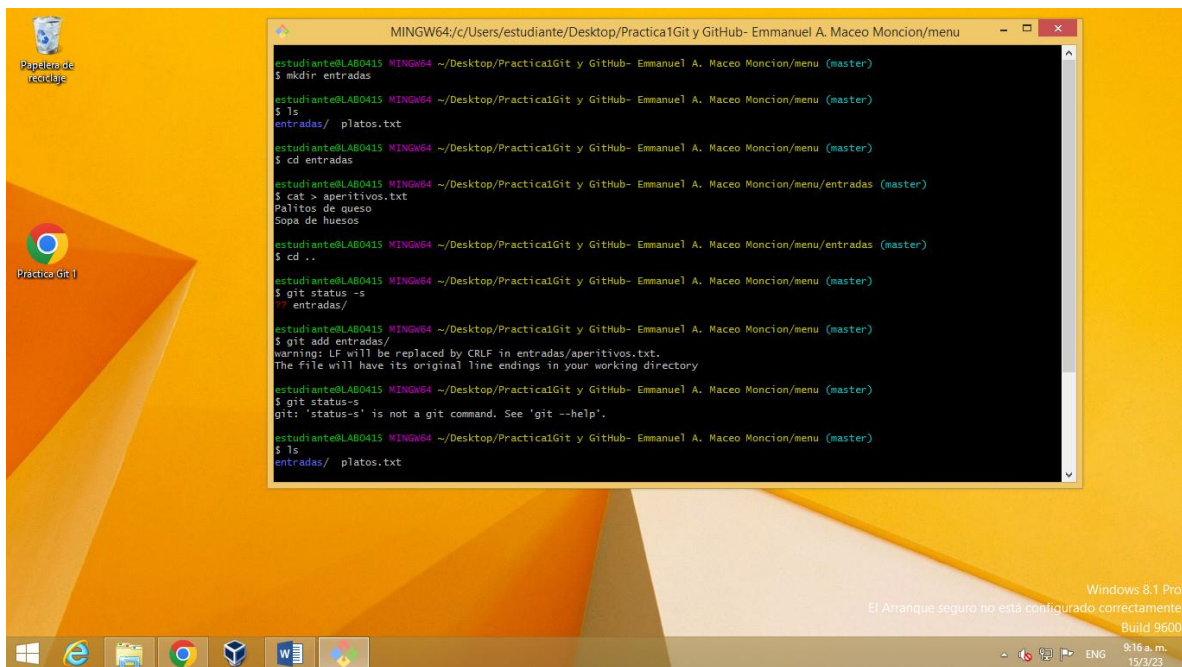 Papelera de
reciclaje
Práctica Git 1
MINGW64:/c/Users/estudiante/Desktop/Practica1Git y GitHub- Emmanuel A. Maceo Moncion/menu
estudiante@LAB0415 MINGW64 ~/Desktop/Practica1Git y GitHub- Emmanuel A. Maceo Moncion/menu (master)
$ mkdir entradas
estudiante@LAB0415 MINGW64 ~/Desktop/Practica1Git y GitHub- Emmanuel A. Maceo Moncion/menu (master)
$ ls
entradas/  platos.txt
estudiante@LAB0415 MINGW64 ~/Desktop/Practica1Git y GitHub- Emmanuel A. Maceo Moncion/menu (master)
$ cd entradas
estudiante@LAB0415 MINGW64 ~/Desktop/Practica1Git y GitHub- Emmanuel A. Maceo Moncion/menu/entradas (master)
$ cat > aperitivos.txt
Palitos de queso
Sopa de huesos
estudiante@LAB0415 MINGW64 ~/Desktop/Practica1Git y GitHub- Emmanuel A. Maceo Moncion/menu/entradas (master)
$ cd ..
estudiante@LAB0415 MINGW64 ~/Desktop/Practica1Git y GitHub- Emmanuel A. Maceo Moncion/menu (master)
$ git status -s
?? entradas/
estudiante@LAB0415 MINGW64 ~/Desktop/Practica1Git y GitHub- Emmanuel A. Maceo Moncion/menu (master)
$ git add entradas/
warning: LF will be replaced by CRLF in entradas/aperitivos.txt.
The file will have its original line endings in your working directory
estudiante@LAB0415 MINGW64 ~/Desktop/Practica1Git y GitHub- Emmanuel A. Maceo Moncion/menu (master)
$ git status-s
git: 'status-s' is not a git command. See 'git --help'.
estudiante@LAB0415 MINGW64 ~/Desktop/Practica1Git y GitHub- Emmanuel A. Maceo Moncion/menu (master)
$ ls
entradas/  platos.txt
Windows 8.1 Pro
El Arranque seguro no está configurado correctamente
Build 9600
ENG
9:16 a. m.
15/3/23